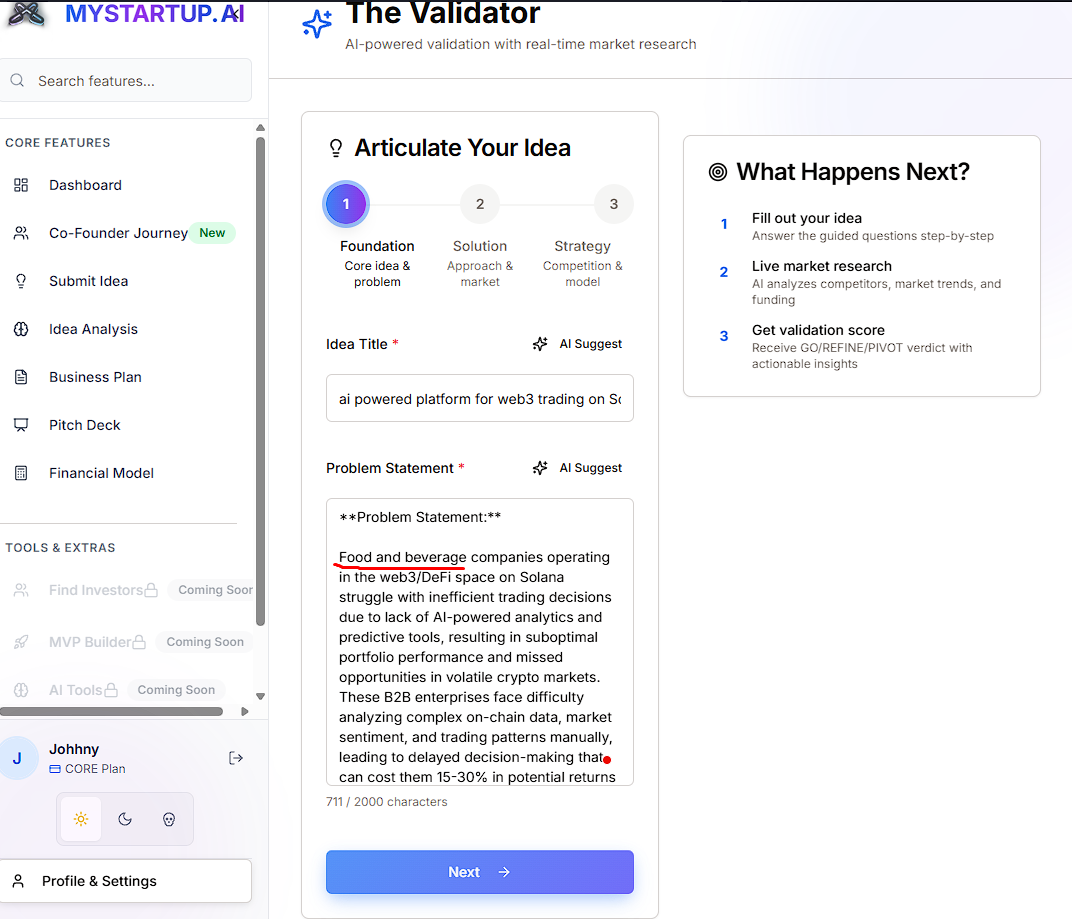 MYSTARTUP.AI
Search features...
CORE FEATURES
Dashboard
Co-Founder Journey New
Submit Idea
Idea Analysis
Business Plan
Pitch Deck
Financial Model
TOOLS & EXTRAS
Find Investors Coming Soon
MVP Builder Coming Soon
AI Tools Coming Soon
J
Johhny
CORE Plan
Profile & Settings
The Validator
AI-powered validation with real-time market research
Articulate Your Idea
1 2 3
Foundation Solution Strategy
Core idea & Approach & Competition &
problem market model
Idea Title * AI Suggest
ai powered platform for web3 trading on So
Problem Statement * AI Suggest
**Problem Statement:**
Food and beverage companies operating
in the web3/DeFi space on Solana
struggle with inefficient trading decisions
due to lack of AI-powered analytics and
predictive tools, resulting in suboptimal
portfolio performance and missed
opportunities in volatile crypto markets.
These B2B enterprises face difficulty
analyzing complex on-chain data, market
sentiment, and trading patterns manually,
leading to delayed decision-making that
can cost them 15-30% in potential returns
711 / 2000 characters
Next
What Happens Next?
1 Fill out your idea
Answer the guided questions step-by-step
2 Live market research
AI analyzes competitors, market trends, and
funding
3 Get validation score
Receive GO/REFINE/PIVOT verdict with
actionable insights